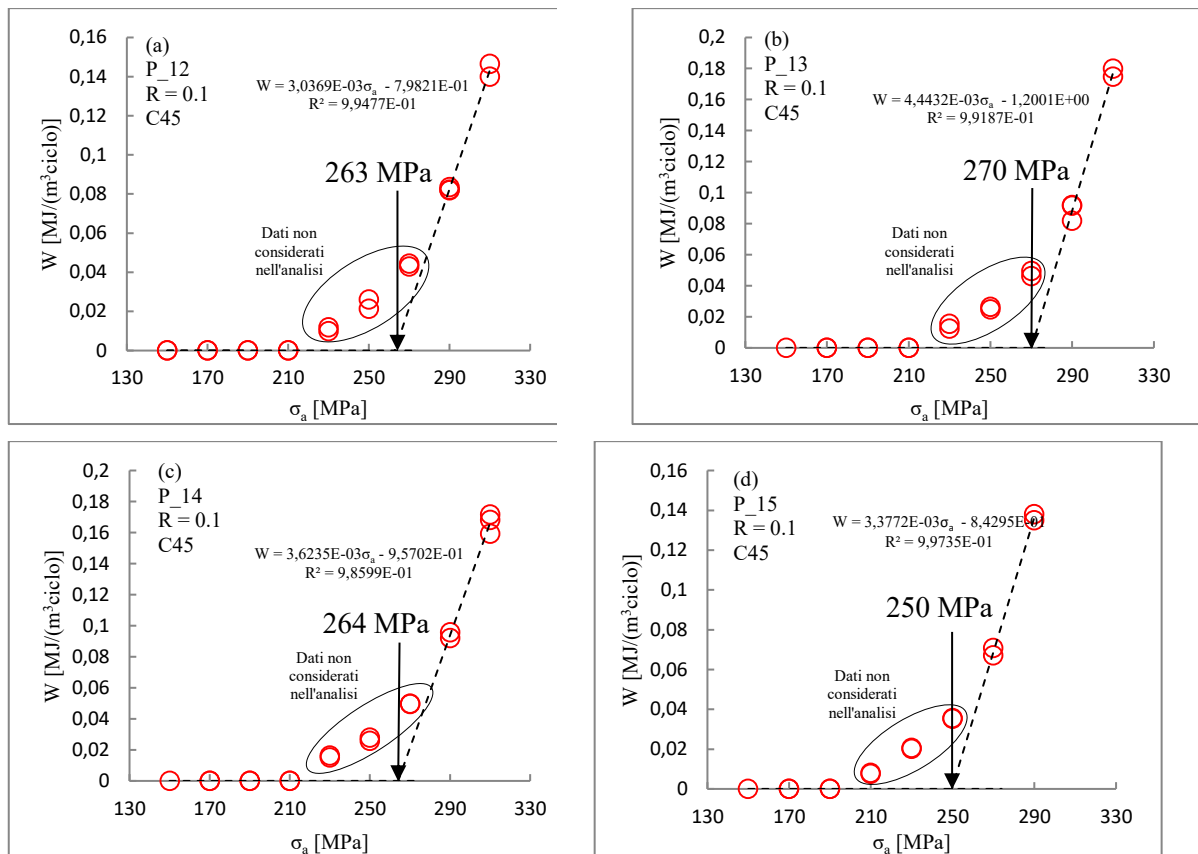 (a)
P_12
R = 0.1
C45
W = 3,0369E-03σₐ - 7,9821E-01
R² = 9,9477E-01
263 MPa
Dati non
considerati
nell'analisi
W [MJ/(m³ciclo)]
0,16
0,14
0,12
0,1
0,08
0,06
0,04
0,02
0
130 170 210 250 290 330
σₐ [MPa]
(b)
P_13
R = 0.1
C45
W = 4,4432E-03σₐ - 1,2001E+00
R² = 9,9187E-01
270 MPa
Dati non
considerati
nell'analisi
W [MJ/(m³ciclo)]
0,2
0,18
0,16
0,14
0,12
0,1
0,08
0,06
0,04
0,02
0
130 170 210 250 290 330
σₐ [MPa]
(c)
P_14
R = 0.1
C45
W = 3,6235E-03σₐ - 9,5702E-01
R² = 9,8599E-01
264 MPa
Dati non
considerati
nell'analisi
W [MJ/(m³ciclo)]
0,2
0,18
0,16
0,14
0,12
0,1
0,08
0,06
0,04
0,02
0
130 170 210 250 290 330
σₐ [MPa]
(d)
P_15
R = 0.1
C45
W = 3,3772E-03σₐ - 8,4295E-01
R² = 9,9735E-01
250 MPa
Dati non
considerati
nell'analisi
W [MJ/(m³ciclo)]
0,16
0,14
0,12
0,1
0,08
0,06
0,04
0,02
0
130 170 210 250 290 330
σₐ [MPa]